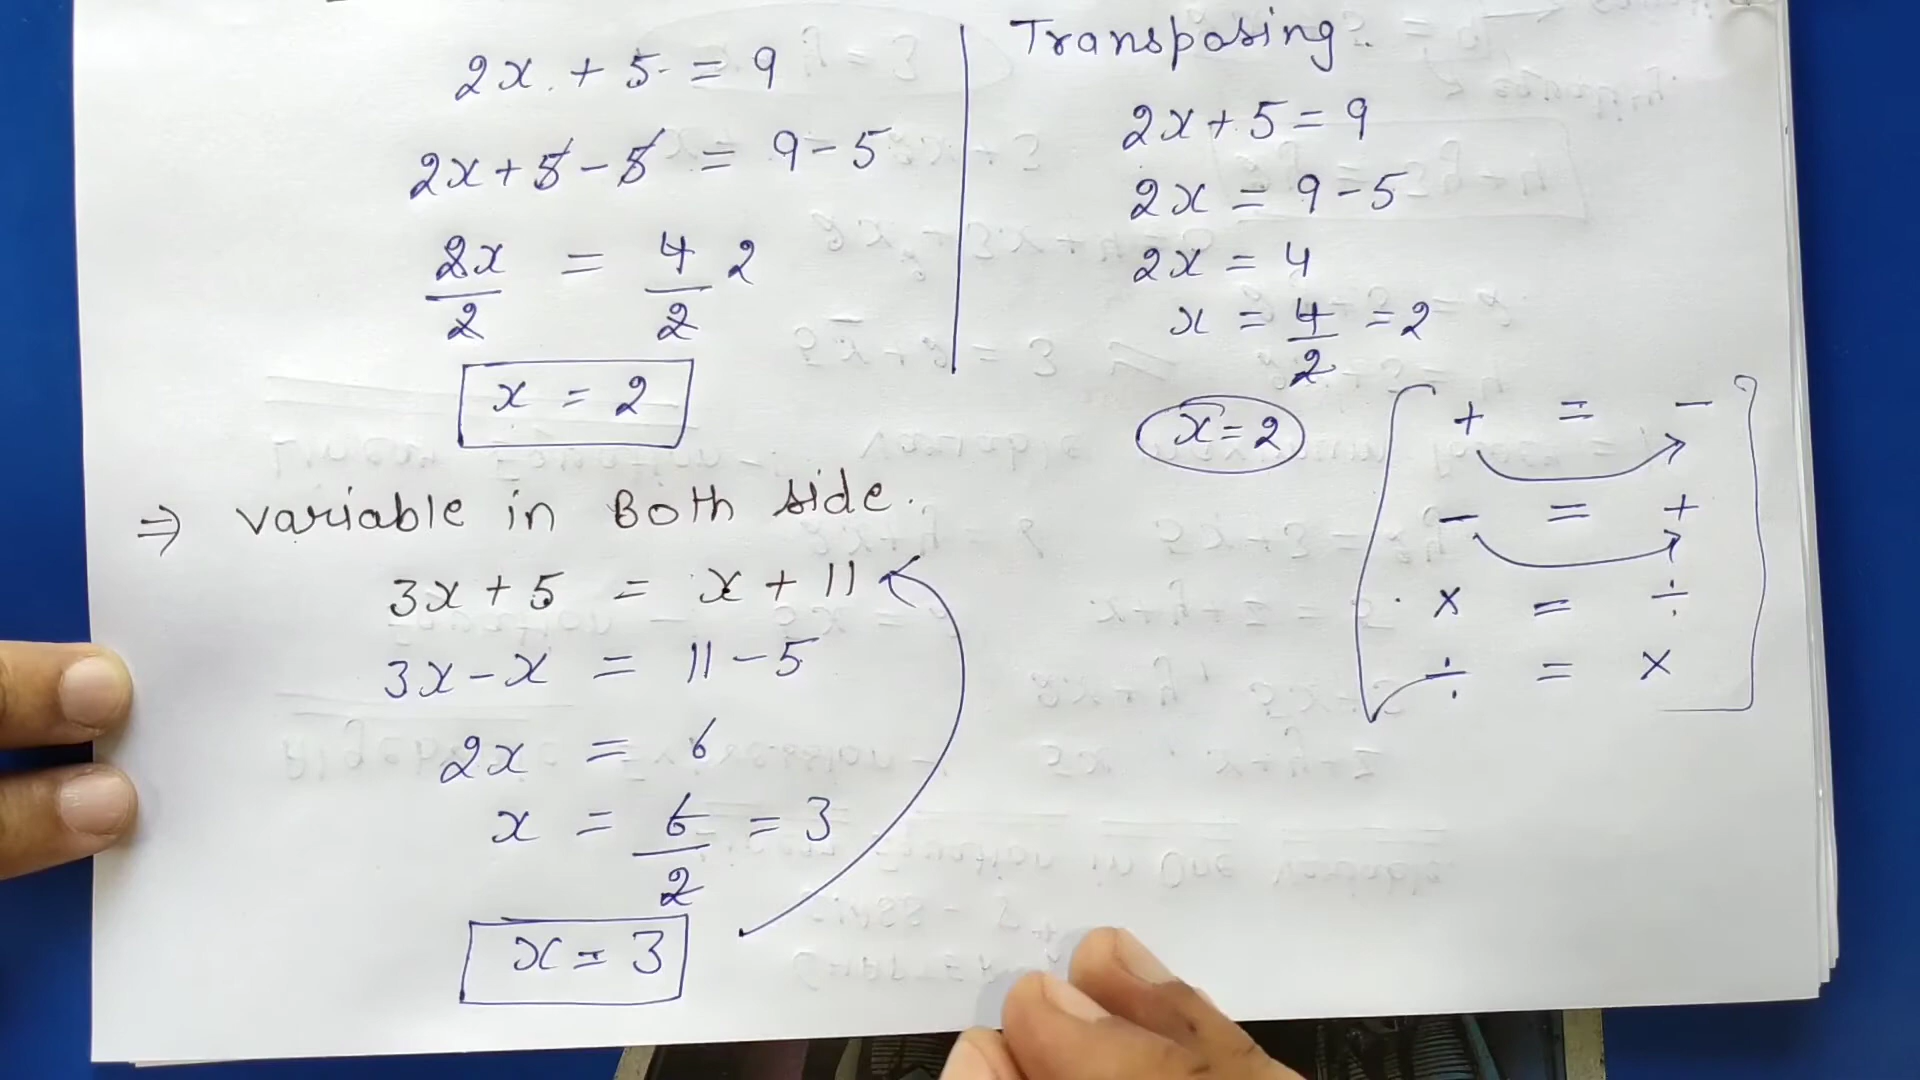 2x + 5 = 9
2x + 5 - 5 = 9 - 5
2x/2 = 4/2 2
x = 2
Transposing
2x + 5 = 9
2x = 9 - 5
2x = 4
x = 4/2 = 2
x = 2
+ = -
- = +
× = ÷
÷ = ×
⇒ Variable in Both side.
3x + 5 = x + 11
3x - x = 11 - 5
2x = 6
x = 6/2 = 3
x = 3